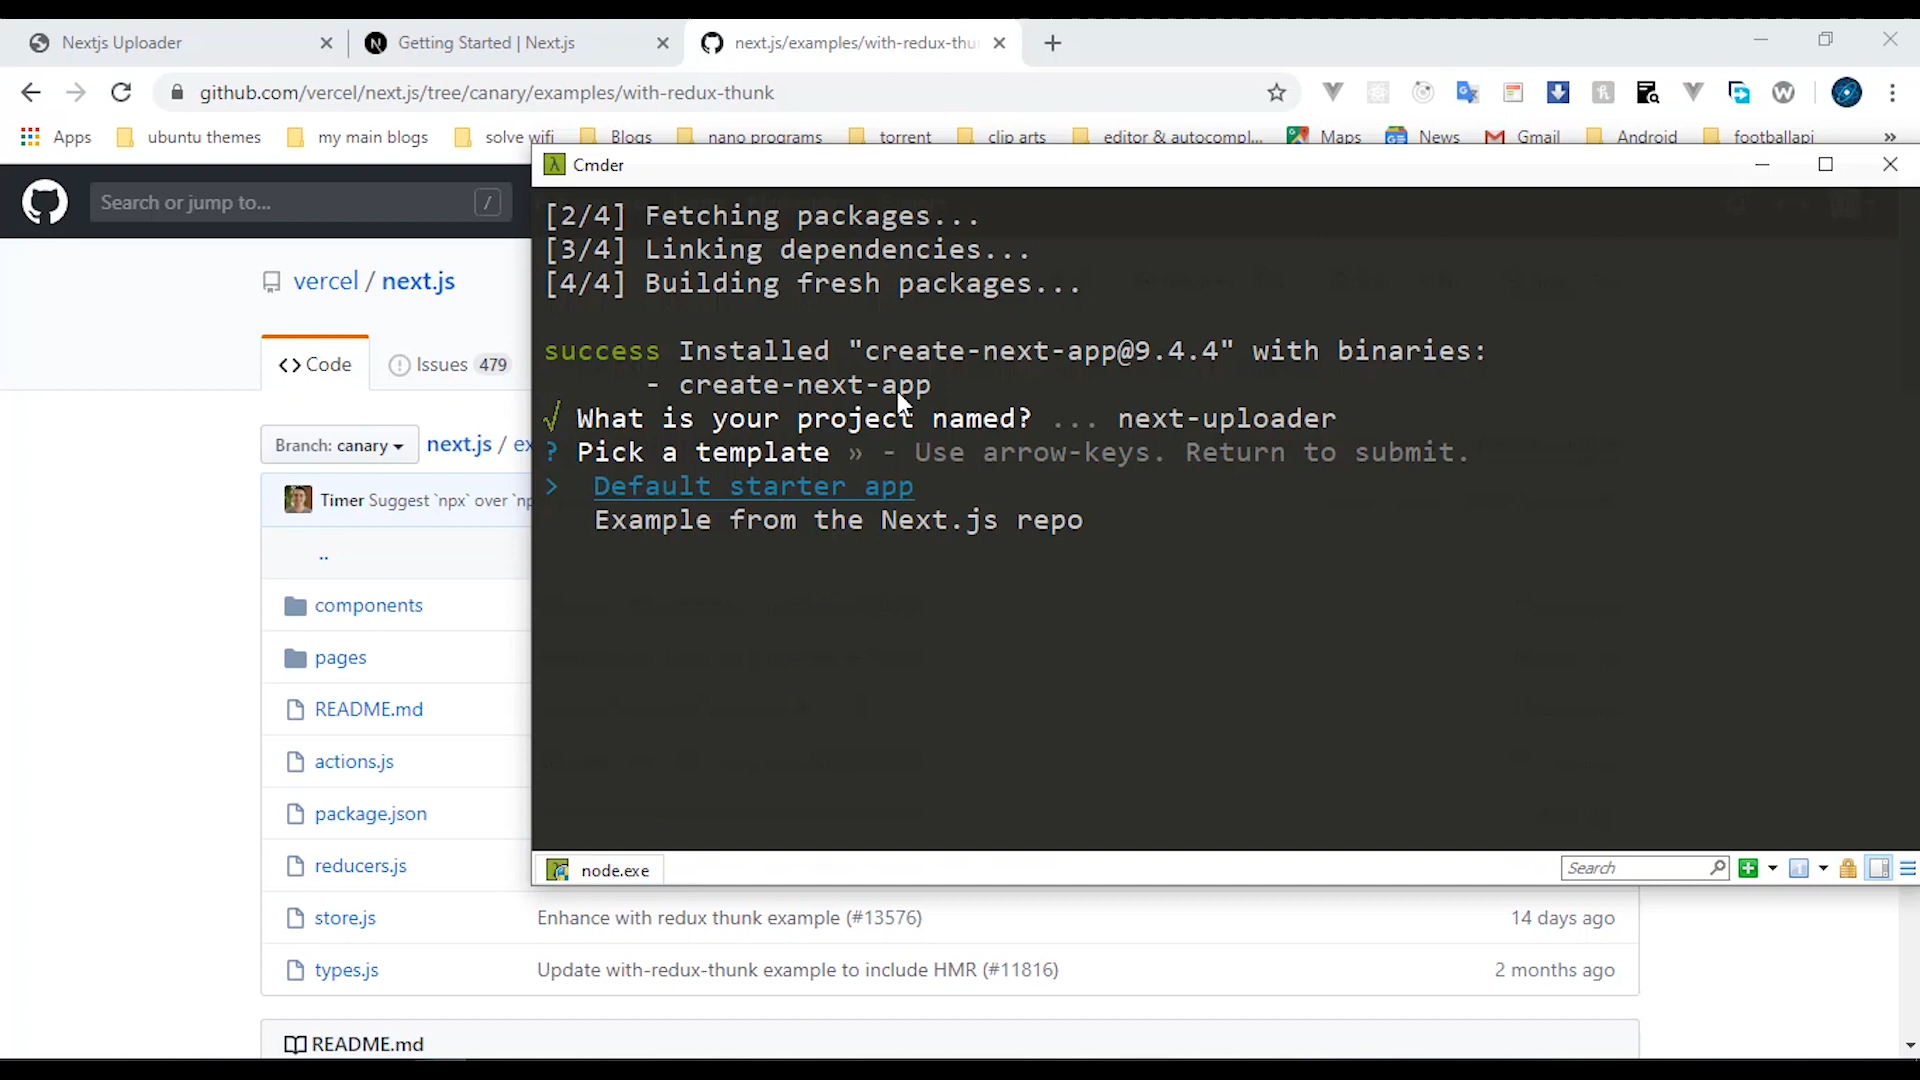 Nextjs Uploader
Getting Started | Next.js
next.js/examples/with-redux-thu
github.com/vercel/next.js/tree/canary/examples/with-redux-thunk
Apps
ubuntu themes
my main blogs
solve wifi
Blogs
nano programs
torrent
clip arts
editor & autocompl...
Maps
News
Gmail
Android
footballapi
»
Cmder
Search or jump to...
/
[2/4] Fetching packages...
[3/4] Linking dependencies...
[4/4] Building fresh packages...
success Installed "create-next-app@9.4.4" with binaries:
- create-next-app
√ What is your project named? ... next-uploader
? Pick a template » - Use arrow-keys. Return to submit.
> Default starter app
Example from the Next.js repo
node.exe
Search
vercel / next.js
Code
Issues 479
Branch: canary
next.js / ex
Timer Suggest `npx` over `np
..
components
pages
README.md
actions.js
package.json
reducers.js
store.js Enhance with redux thunk example (#13576) 14 days ago
types.js Update with-redux-thunk example to include HMR (#11816) 2 months ago
README.md